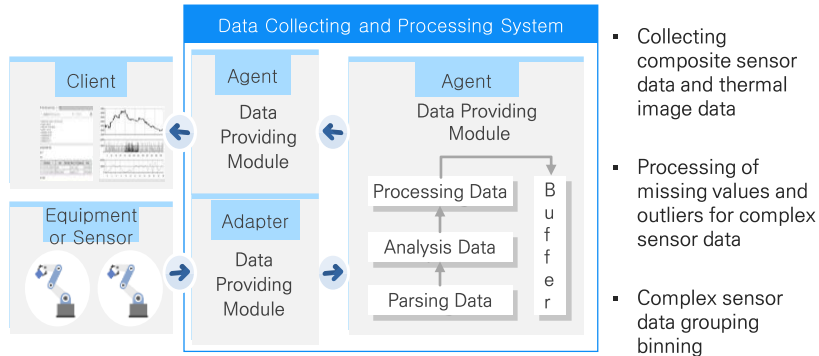 Data Collecting and Processing System
Client
Equipment
or Sensor
Agent
Data
Providing
Module
Adapter
Data
Providing
Module
Agent
Data Providing
Module
Processing Data
Analysis Data
Parsing Data
Buffer
▪ Collecting
composite sensor
data and thermal
image data
▪ Processing of
missing values and
outliers for complex
sensor data
▪ Complex sensor
data grouping
binning